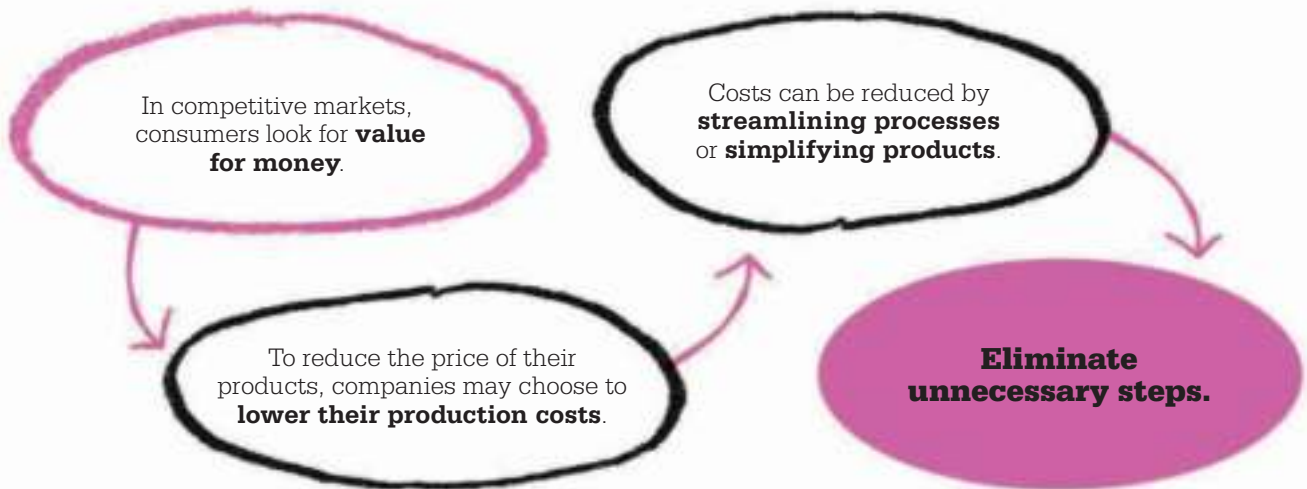 In competitive markets,
consumers look for value
for money.
To reduce the price of their
products, companies may choose to
lower their production costs.
Costs can be reduced by
streamlining processes
or simplifying products.
Eliminate
unnecessary steps.